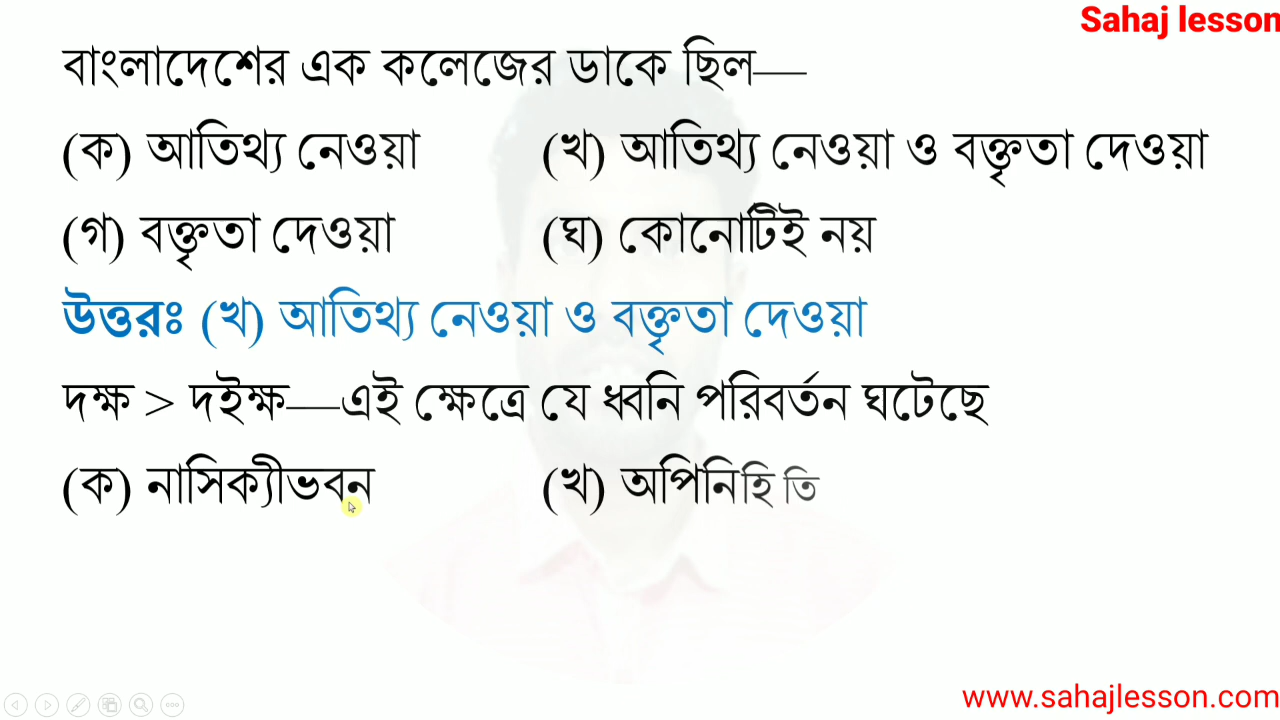 Sahaj lesson
বাংলাদেশের এক কলেজের ডাকে ছিল—
(ক) আতিথ্য নেওয়া (খ) আতিথ্য নেওয়া ও বক্তৃতা দেওয়া
(গ) বক্তৃতা দেওয়া (ঘ) কোনোটিই নয়
উত্তরঃ (খ) আতিথ্য নেওয়া ও বক্তৃতা দেওয়া
দক্ষ > দইক্ষ—এই ক্ষেত্রে যে ধ্বনি পরিবর্তন ঘটেছে
(ক) নাসিক্যীভবন (খ) অপিনিহিতি
www.sahajlesson.com